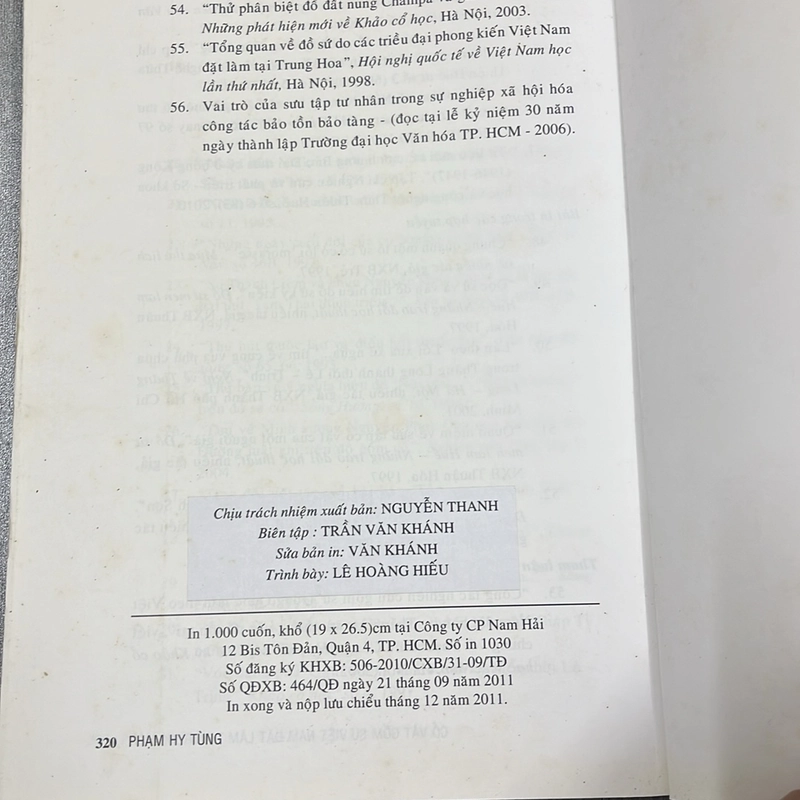 54. “Thử phân biệt đồ đất nung Champa
Những phát hiện mới về Khảo cổ học, Hà Nội, 2003.
55. “Tổng quan về đồ sứ do các triều đại phong kiến Việt Nam
đặt làm tại Trung Hoa”, Hội nghị quốc tế về Việt Nam học
lần thứ nhất, Hà Nội, 1998.
56. Vai trò của sưu tập tư nhân trong sự nghiệp xã hội hóa
công tác bảo tồn bảo tàng - (đọc tại lễ kỷ niệm 30 năm
ngày thành lập Trường đại học Văn hóa TP. HCM - 2006).
Chịu trách nhiệm xuất bản: NGUYỄN THANH
Biên tập : TRẦN VĂN KHÁNH
Sửa bản in: VĂN KHÁNH
Trình bày: LÊ HOÀNG HIẾU
In 1.000 cuốn, khổ (19 x 26.5)cm tại Công ty CP Nam Hải
12 Bis Tôn Đản, Quận 4, TP. HCM. Số in 1030
Số đăng ký KHXB: 506-2010/CXB/31-09/TĐ
Số QĐXB: 464/QĐ ngày 21 tháng 09 năm 2011
In xong và nộp lưu chiểu tháng 12 năm 2011.
320 PHẠM HY TÙNG